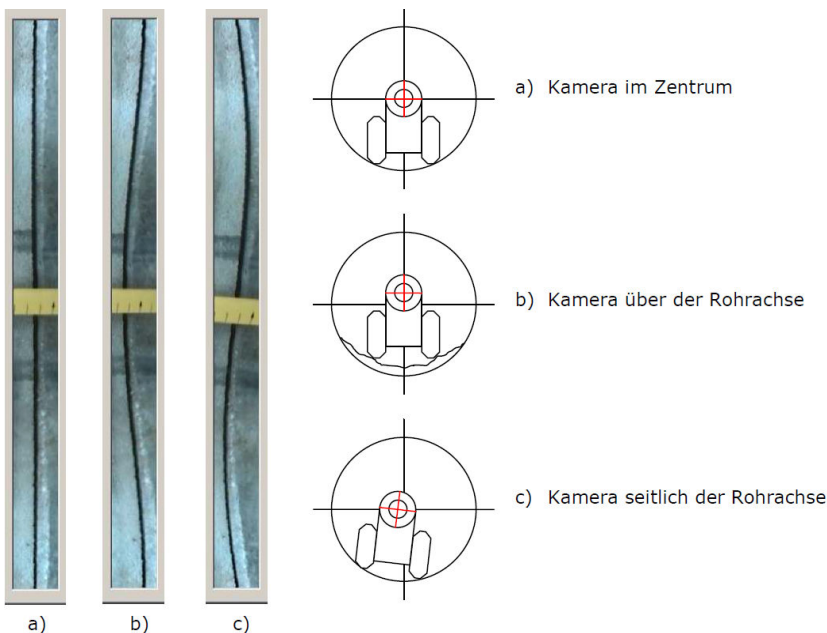 a) Kamera im Zentrum
b) Kamera über der Rohrachse
c) Kamera seitlich der Rohrachse
a)
b)
c)